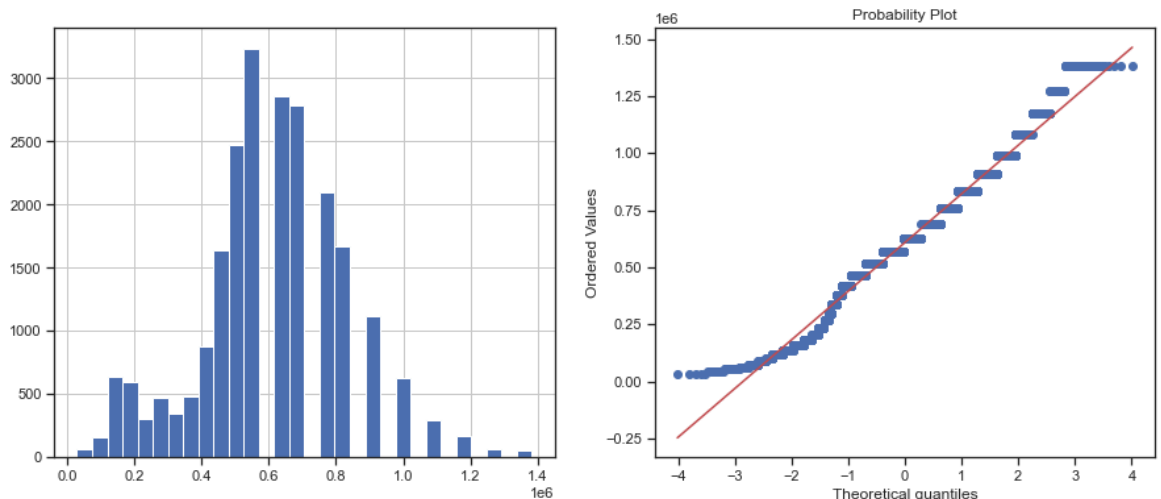 3000
2500
2000
1500
1000
500
0
0.0 0.2 0.4 0.6 0.8 1.0 1.2 1.4
1e6
Probability Plot
1e6
1.50
1.25
1.00
0.75
0.50
0.25
0.00
−0.25
Ordered Values
−4 −3 −2 −1 0 1 2 3 4
Theoretical quantiles